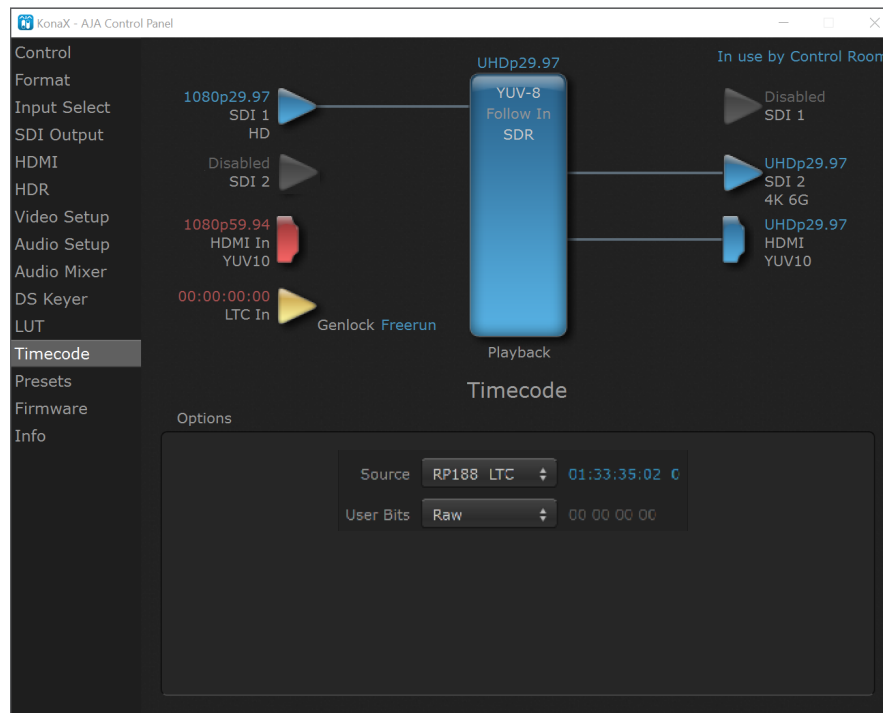 KonaX - AJA Control Panel
Control
Format
Input Select
SDI Output
HDMI
HDR
Video Setup
Audio Setup
Audio Mixer
DS Keyer
LUT
Timecode
Presets
Firmware
Info
In use by Control Room
UHDp29.97
YUV-8
Follow In
SDR
Playback
1080p29.97
SDI 1
HD
Disabled
SDI 2
1080p59.94
HDMI In
YUV10
00:00:00:00
LTC In
Genlock Freerun
Disabled
SDI 1
UHDp29.97
SDI 2
4K 6G
UHDp29.97
HDMI
YUV10
Timecode
Options
Source RP188 LTC 01:33:35:02 0
User Bits Raw 00 00 00 00